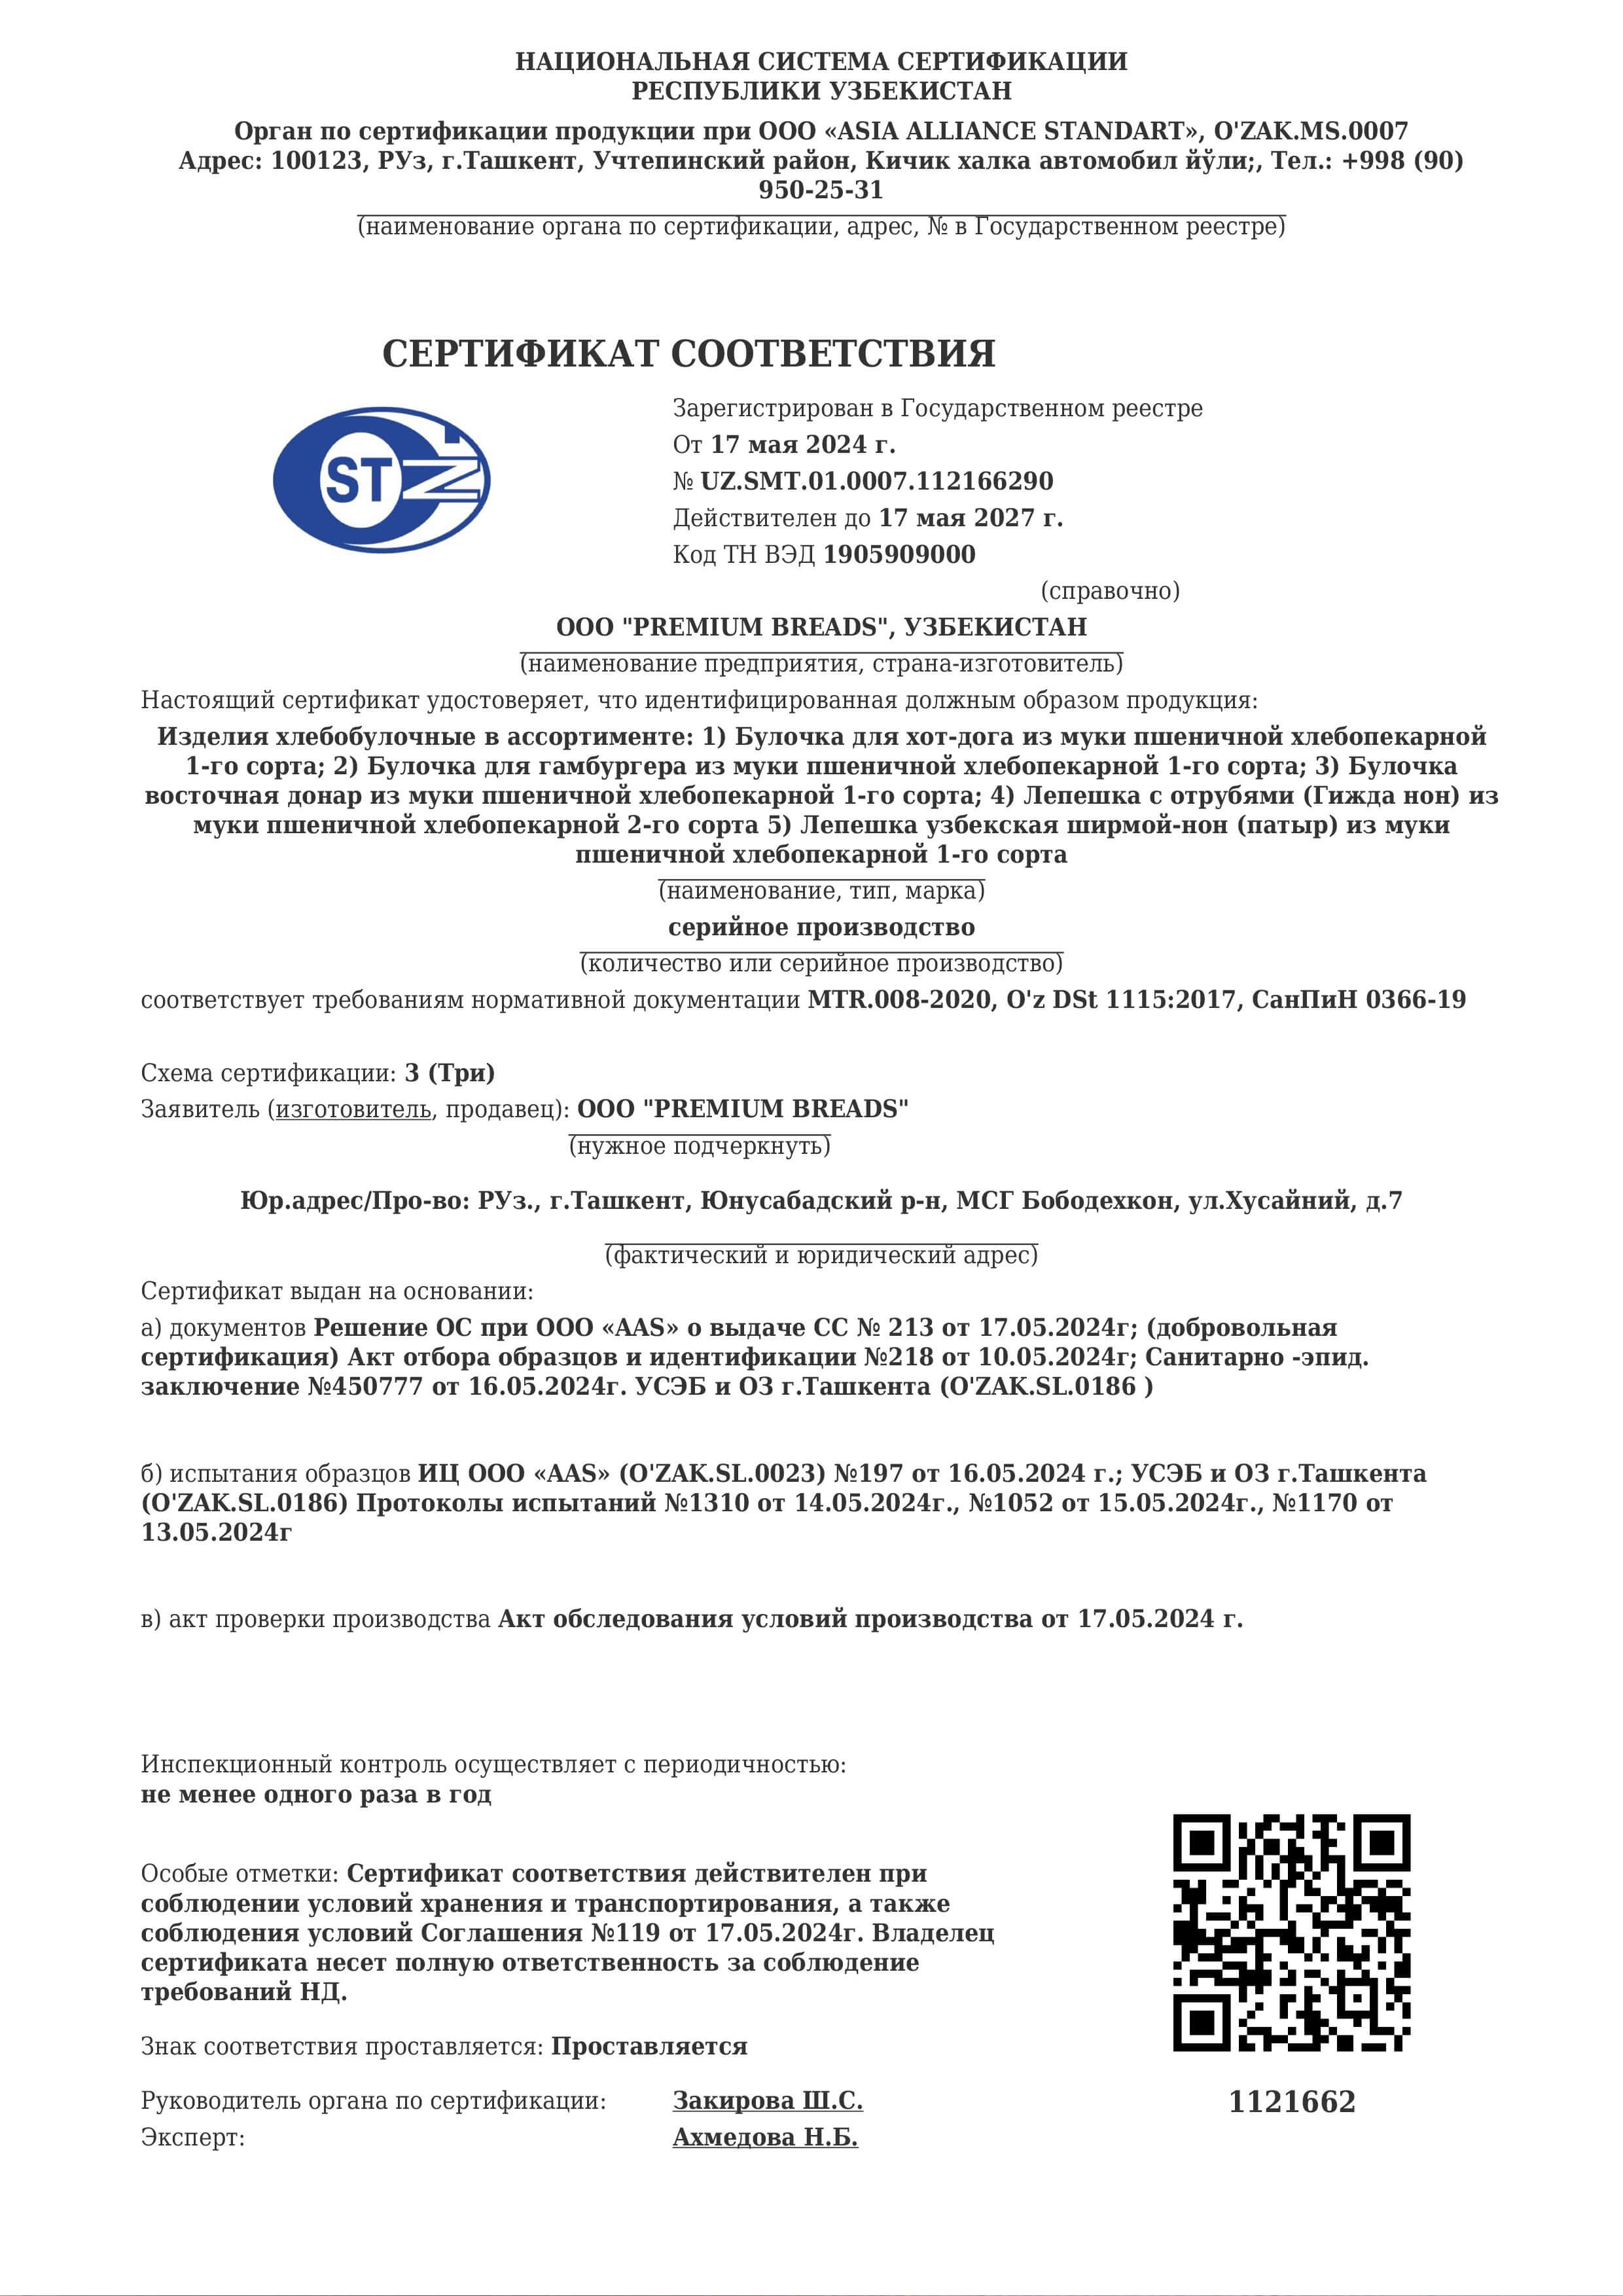 НАЦИОНАЛЬНАЯ СИСТЕМА СЕРТИФИКАЦИИ
РЕСПУБЛИКИ УЗБЕКИСТАН
Орган по сертификации продукции при ООО «ASIA ALLIANCE STANDART», O'ZAK.MS.0007
Адрес: 100123, РУз, г.Ташкент, Учтепинский район, Кичик халка автомобил йўли;, Тел.: +998 (90)
950-25-31
(наименование органа по сертификации, адрес, № в Государственном реестре)
СЕРТИФИКАТ СООТВЕТСТВИЯ
ST
Зарегистрирован в Государственном реестре
От 17 мая 2024 г.
№ UZ.SMT.01.0007.112166290
Действителен до 17 мая 2027 г.
Код ТН ВЭД 1905909000
(справочно)
ООО "PREMIUM BREADS", УЗБЕКИСТАН
(наименование предприятия, страна-изготовитель)
Настоящий сертификат удостоверяет, что идентифицированная должным образом продукция:
Изделия хлебобулочные в ассортименте: 1) Булочка для хот-дога из муки пшеничной хлебопекарной
1-го сорта; 2) Булочка для гамбургера из муки пшеничной хлебопекарной 1-го сорта; 3) Булочка
восточная донар из муки пшеничной хлебопекарной 1-го сорта; 4) Лепешка с отрубями (Гижда нон) из
муки пшеничной хлебопекарной 2-го сорта 5) Лепешка узбекская ширмой-нон (патыр) из муки
пшеничной хлебопекарной 1-го сорта
(наименование, тип, марка)
серийное производство
(количество или серийное производство)
соответствует требованиям нормативной документации MTR.008-2020, O'z DSt 1115:2017, СанПиН 0366-19
Схема сертификации: 3 (Три)
Заявитель (изготовитель, продавец): ООО "PREMIUM BREADS"
(нужное подчеркнуть)
Юр.адрес/Про-во: РУз., г.Ташкент, Юнусабадский р-н, МСГ Бободехкон, ул.Хусайний, д.7
(фактический и юридический адрес)
Сертификат выдан на основании:
а) документов Решение ОС при ООО «AAS» о выдаче СС № 213 от 17.05.2024г; (добровольная
сертификация) Акт отбора образцов и идентификации №218 от 10.05.2024г; Санитарно -эпид.
заключение №450777 от 16.05.2024г. УСЭБ и ОЗ г.Ташкента (O'ZAK.SL.0186 )
б) испытания образцов ИЦ ООО «AAS» (O'ZAK.SL.0023) №197 от 16.05.2024 г.; УСЭБ и ОЗ г.Ташкента
(O'ZAK.SL.0186) Протоколы испытаний №1310 от 14.05.2024г., №1052 от 15.05.2024г., №1170 от
13.05.2024г
в) акт проверки производства Акт обследования условий производства от 17.05.2024 г.
Инспекционный контроль осуществляет с периодичностью:
не менее одного раза в год
Особые отметки: Сертификат соответствия действителен при
соблюдении условий хранения и транспортирования, а также
соблюдения условий Соглашения №119 от 17.05.2024г. Владелец
сертификата несет полную ответственность за соблюдение
требований НД.
Знак соответствия проставляется: Проставляется
Руководитель органа по сертификации: Закирова Ш.С.
1121662
Эксперт: Ахмедова Н.Б.